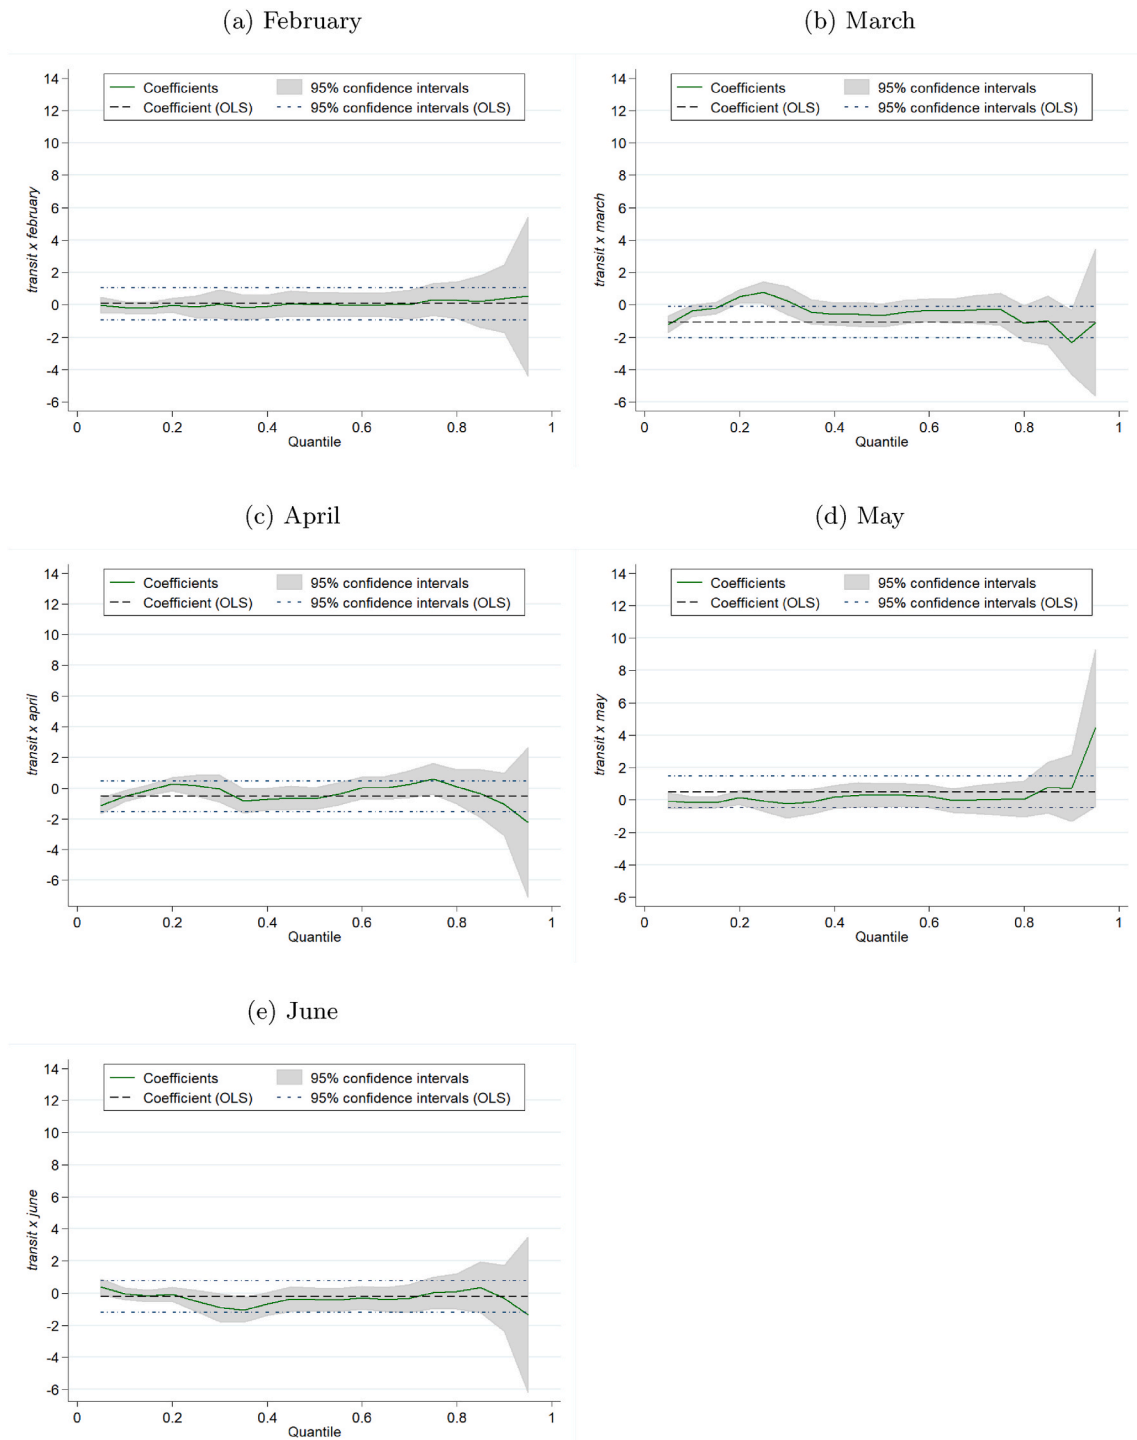 (a) February
(b) March
Coefficients
95% confidence intervals
Coefficient (OLS)
95% confidence intervals (OLS)
transit x february
14
12
10
8
6
4
2
0
-2
-4
-6
0 0.2 0.4 0.6 0.8 1
Quantile
Coefficients
95% confidence intervals
Coefficient (OLS)
95% confidence intervals (OLS)
transit x march
14
12
10
8
6
4
2
0
-2
-4
-6
0 0.2 0.4 0.6 0.8 1
Quantile
(c) April
(d) May
Coefficients
95% confidence intervals
Coefficient (OLS)
95% confidence intervals (OLS)
transit x april
14
12
10
8
6
4
2
0
-2
-4
-6
0 0.2 0.4 0.6 0.8 1
Quantile
Coefficients
95% confidence intervals
Coefficient (OLS)
95% confidence intervals (OLS)
transit x may
14
12
10
8
6
4
2
0
-2
-4
-6
0 0.2 0.4 0.6 0.8 1
Quantile
(e) June
Coefficients
95% confidence intervals
Coefficient (OLS)
95% confidence intervals (OLS)
transit x june
14
12
10
8
6
4
2
0
-2
-4
-6
0 0.2 0.4 0.6 0.8 1
Quantile